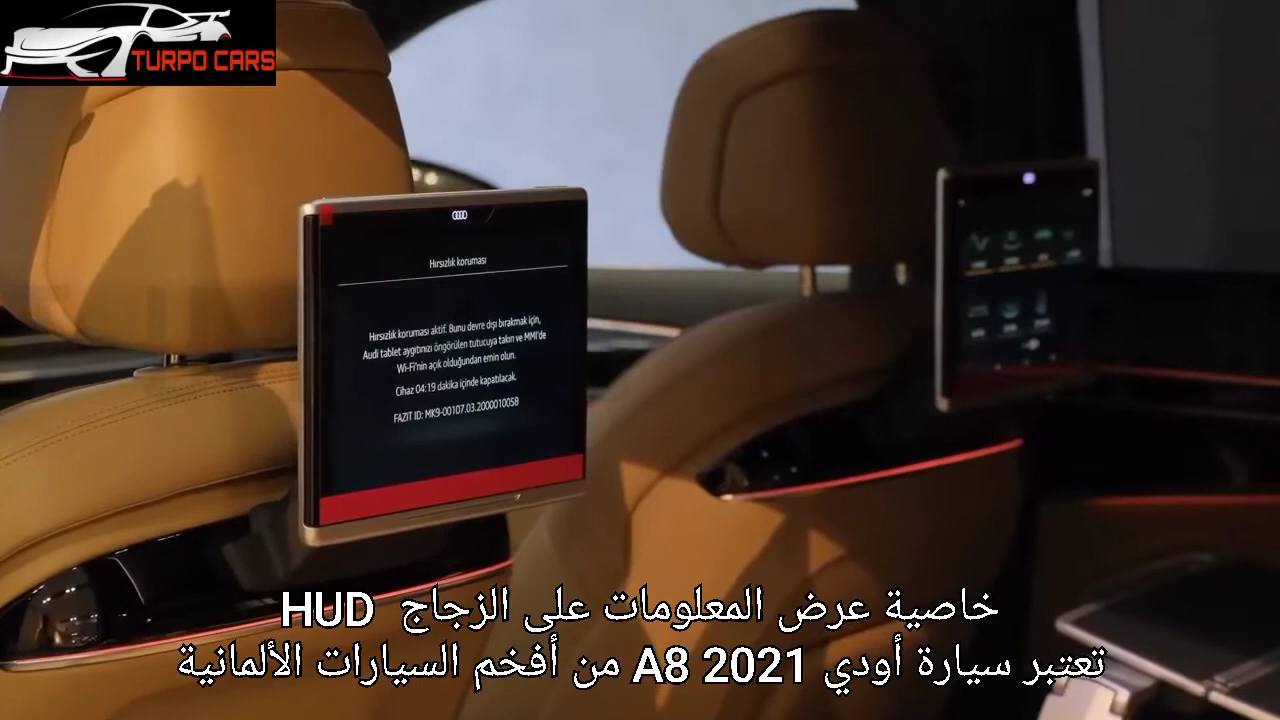 TURPO CARS
Hırsızlık koruması
Hırsızlık koruması aktif. Bunu devre dışı bırakmak için,
Audi tablet aygıtınızı öngörülen tutucuya takın ve MMI'de
Wi-Fi'nin açık olduğundan emin olun.
Cihaz 04:19 dakika içinde kapatılacak.
FAZIT ID: MK9-00107.03.2000010058
خاصية عرض المعلومات على الزجاج HUD
تعتبر سيارة أودي A8 2021 من أفخم السيارات الألمانية